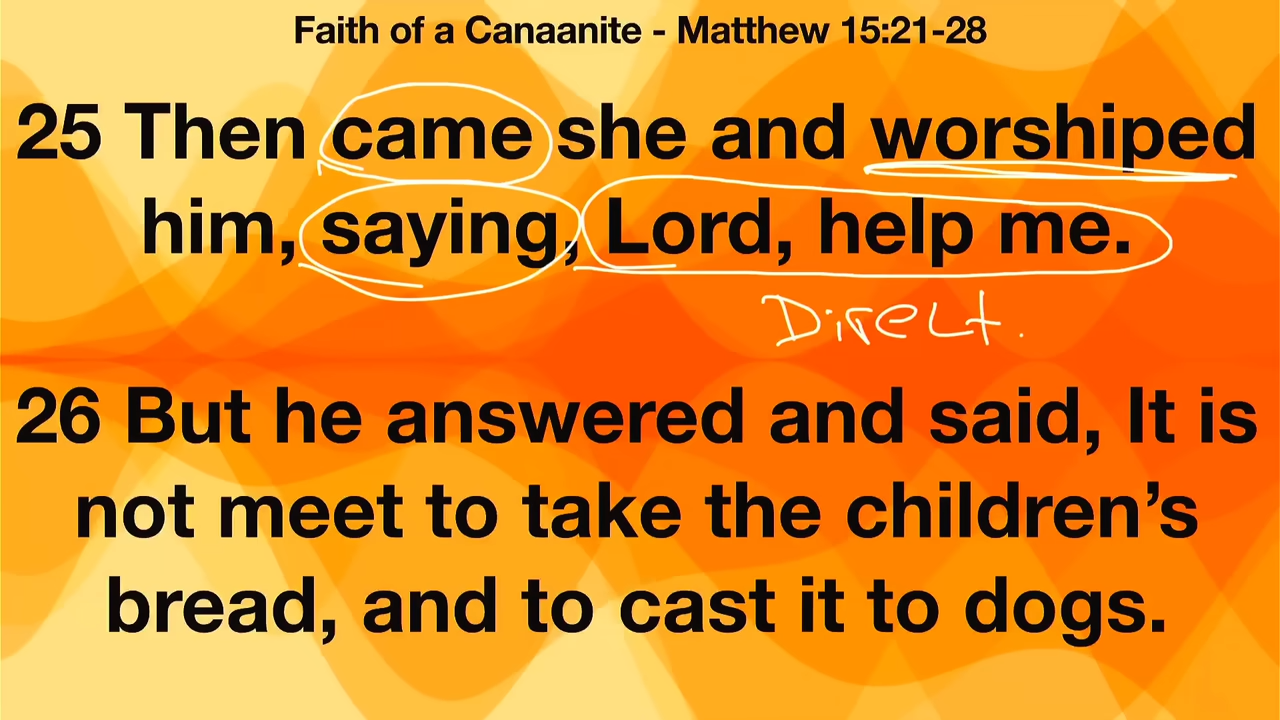 Faith of a Canaanite - Matthew 15:21-28
25 Then came she and worshiped
him, saying, Lord, help me.
Direct.
26 But he answered and said, It is
not meet to take the children’s
bread, and to cast it to dogs.